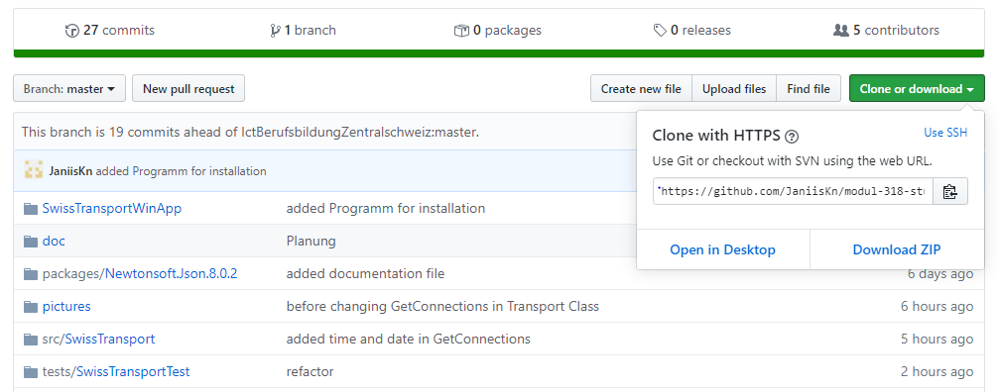 27 commits 1 branch 0 packages 0 releases 5 contributors
Branch: master New pull request Create new file Upload files Find file Clone or download
This branch is 19 commits ahead of IctBerufsbildungZentralschweiz:master.
JaniisKn added Programm for installation
Clone with HTTPS ? Use SSH
Use Git or checkout with SVN using the web URL.
https://github.com/JaniisKn/modul-318-stu
Open in Desktop Download ZIP
SwissTransportWinApp added Programm for installation
doc Planung
packages/Newtonsoft.Json.8.0.2 added documentation file 6 days ago
pictures before changing GetConnections in Transport Class 6 hours ago
src/SwissTransport added time and date in GetConnections 5 hours ago
tests/SwissTransportTest refactor 2 hours ago